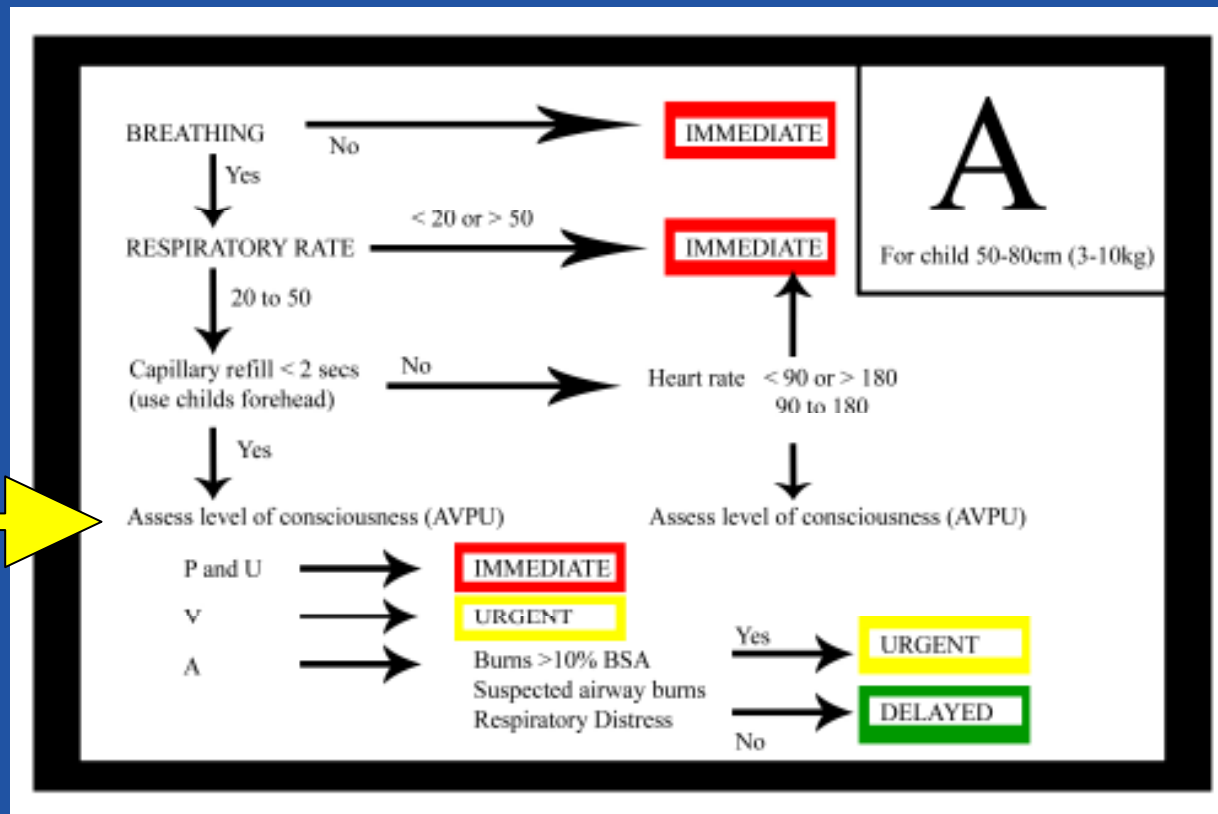 BREATHING
No
IMMEDIATE
A
For child 50-80cm (3-10kg)
Yes
RESPIRATORY RATE
< 20 or > 50
IMMEDIATE
20 to 50
Capillary refill < 2 secs
(use childs forehead)
No
Heart rate < 90 or > 180
90 to 180
Yes
Assess level of consciousness (AVPU)
Assess level of consciousness (AVPU)
P and U
IMMEDIATE
V
URGENT
A
Burns >10% BSA
Suspected airway burns
Respiratory Distress
Yes
URGENT
No
DELAYED